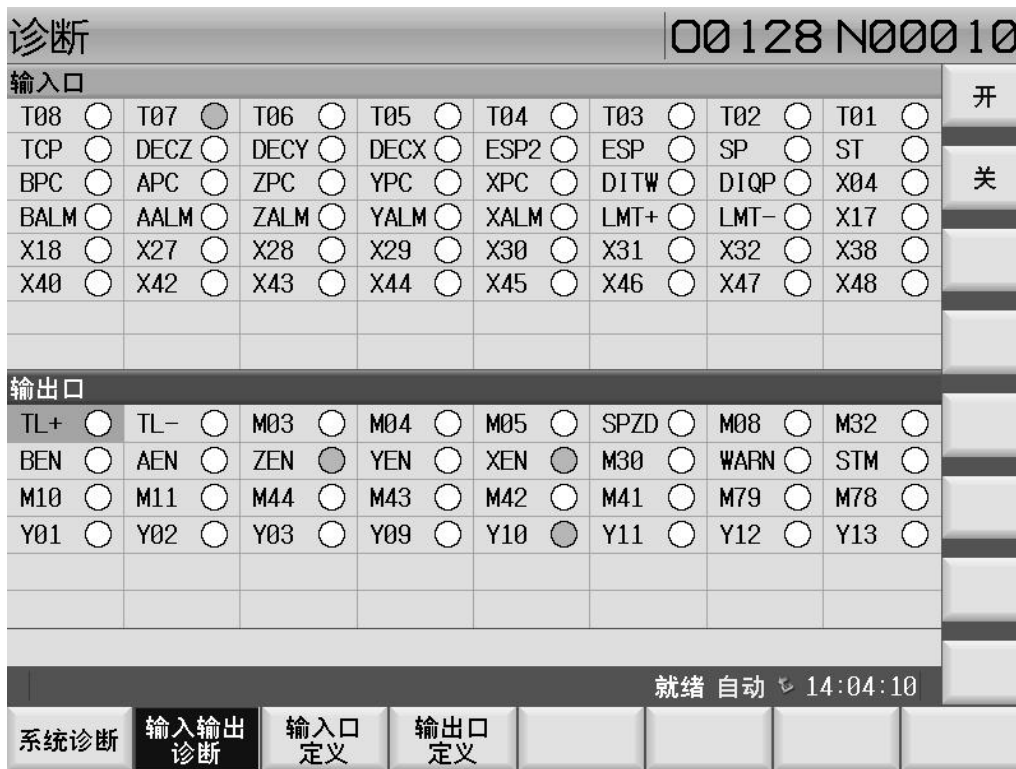 诊断 O0128 N00010
输入口
T08 T07 T06 T05 T04 T03 T02 T01
TCP DECZ DECY DECX ESP2 ESP SP ST
BPC APC ZPC YPC XPC DITW DIQP X04
BALM AALM ZALM YALM XALM LMT+ LMT- X17
X18 X27 X28 X29 X30 X31 X32 X38
X40 X42 X43 X44 X45 X46 X47 X48
输出口
TL+ TL- M03 M04 M05 SPZD M08 M32
BEN AEN ZEN YEN XEN M30 WARN STM
M10 M11 M44 M43 M42 M41 M79 M78
Y01 Y02 Y03 Y09 Y10 Y11 Y12 Y13
开
关
就绪 自动 14:04:10
系统诊断
输入输出
诊断
输入口
定义
输出口
定义